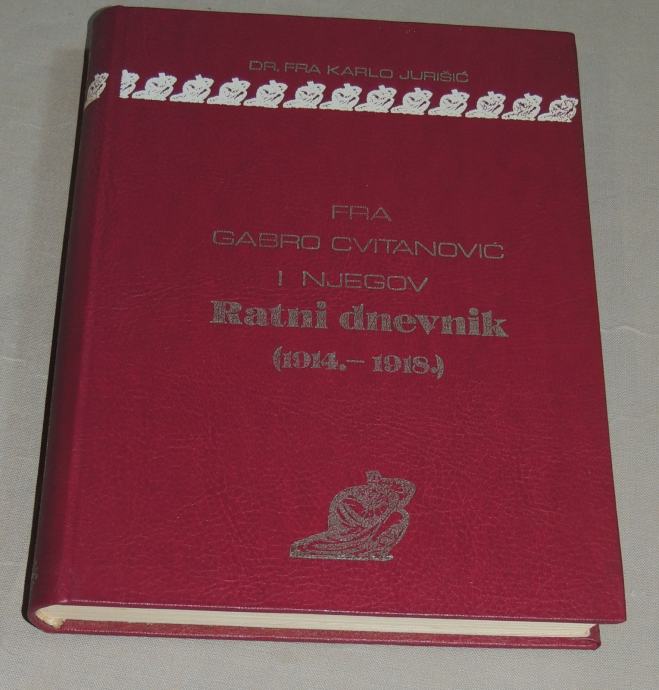 DR. FRA KARLO JURIŠIĆ
FRA
GABRO CVITANOVIĆ
I NJEGOV
Ratni dnevnik
(1914.–1918.)